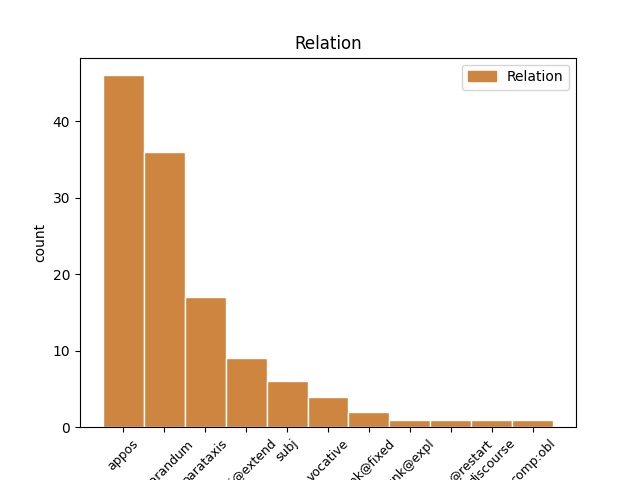 Relation
Relation
count
0
10
20
30
40
appos
parataxis
subj
vocative
discourse